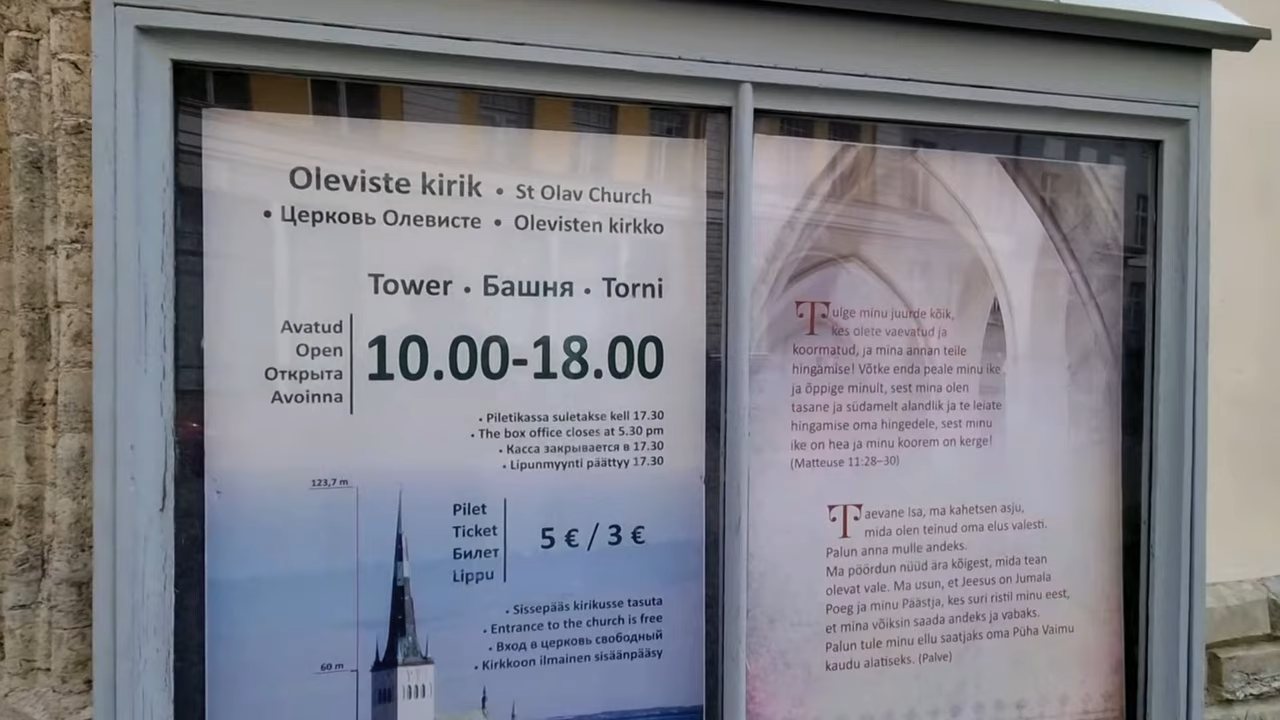 Oleviste kirik • St Olav Church
• Церковь Олевисте • Olevisten kirkko
Tower • Башня • Torni
Avatud
Open
Открыта
Avoinna
10.00-18.00
• Piletikassa suletakse kell 17.30
• The box office closes at 5.30 pm
• Касса закрывается в 17.30
• Lipunmyynti päättyy 17.30
123,7 m
Pilet
Ticket
Билет
Lippu
5 € / 3 €
• Sissepääs kirikusse tasuta
• Entrance to the church is free
• Вход в церковь свободный
• Kirkkoon ilmainen sisäänpääsy
60 m
Tulge minu juurde kõik,
kes olete vaevatud ja
koormatud, ja mina annan teile
hingamise! Võtke enda peale minu ike
ja õppige minult, sest mina olen
tasane ja südamelt alandlik ja te leiate
hingamise oma hingedele, sest minu
ike on hea ja minu koorem on kerge!
(Matteuse 11:28–30)
Taevane Isa, ma kahetsen asju,
mida olen teinud oma elus valesti.
Palun anna mulle andeks.
Ma pöördun nüüd ära kõigest, mida tean
olevat vale. Ma usun, et Jeesus on Jumala
Poeg ja minu Päästja, kes suri ristil minu eest,
et mina võiksin saada andeks ja vabaks.
Palun tule minu ellu saatjaks oma Püha Vaimu
kaudu alatiseks. (Palve)